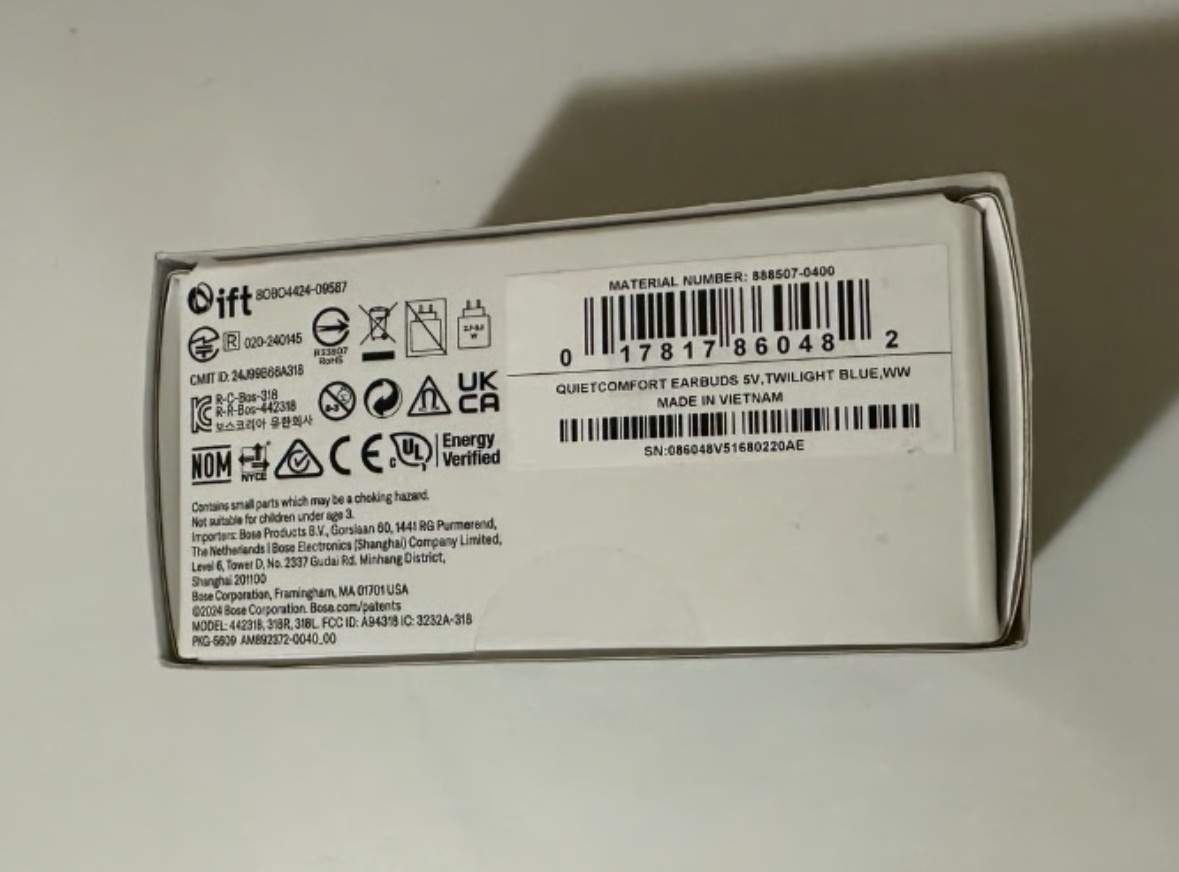 ift BOBO4424-09587
R 020-240145
R33807
RoHS
CMIIT ID: 24J99B66A318
R-C-Bos-318
R-R-Bos-442318
보스코리아 유한회사
UK
CA
NOM
NYCE
CE
c UL
Energy
Verified
Contains small parts which may be a choking hazard.
Not suitable for children under age 3.
Importers: Bose Products B.V., Gorslaan 60, 1441 RG Purmerend,
The Netherlands | Bose Electronics (Shanghai) Company Limited,
Level 6, Tower D, No. 2337 Gudai Rd. Minhang District,
Shanghai 201100
Bose Corporation, Framingham, MA 01701 USA
©2024 Bose Corporation. Bose.com/patents
MODEL: 442318, 318R, 318L. FCC ID: A94318 IC: 3232A-318
PKG-5609 AM892372-0040_00
MATERIAL NUMBER: 888507-0400
0 17817 86048 2
QUIETCOMFORT EARBUDS 5V,TWILIGHT BLUE,WW
MADE IN VIETNAM
SN:086048V51680220AE